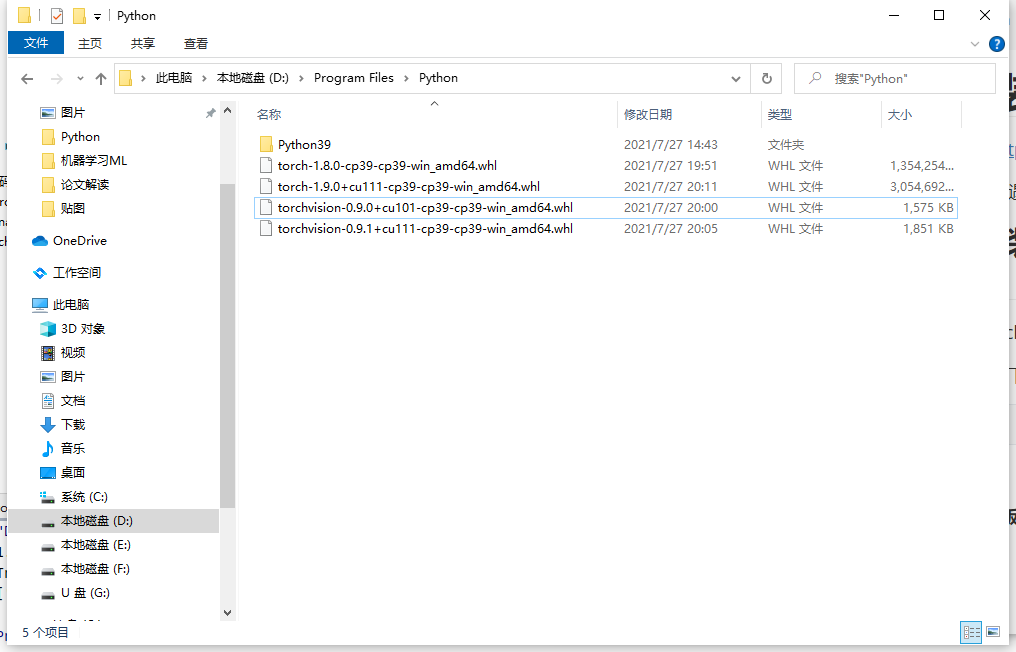 Python
文件 主页 共享 查看
此电脑 本地磁盘 (D:) Program Files Python
搜索"Python"
图片
Python
机器学习ML
论文解读
贴图
OneDrive
工作空间
此电脑
3D 对象
视频
图片
文档
下载
音乐
桌面
系统 (C:)
本地磁盘 (D:)
本地磁盘 (E:)
本地磁盘 (F:)
U 盘 (G:)
名称 修改日期 类型 大小
Python39 2021/7/27 14:43 文件夹
torch-1.8.0-cp39-cp39-win_amd64.whl 2021/7/27 19:51 WHL 文件 1,354,254...
torch-1.9.0+cu111-cp39-cp39-win_amd64.whl 2021/7/27 20:11 WHL 文件 3,054,692...
torchvision-0.9.0+cu101-cp39-cp39-win_amd64.whl 2021/7/27 20:00 WHL 文件 1,575 KB
torchvision-0.9.1+cu111-cp39-cp39-win_amd64.whl 2021/7/27 20:05 WHL 文件 1,851 KB
5 个项目